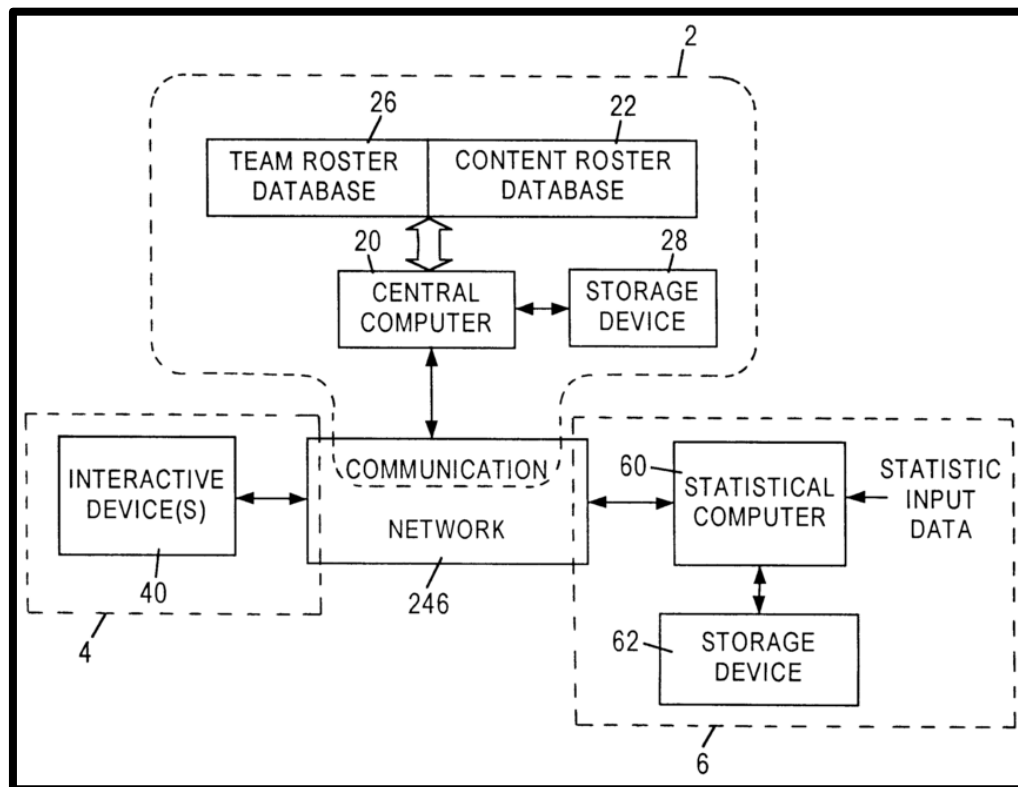 2
26
22
TEAM ROSTER
DATABASE
CONTENT ROSTER
DATABASE
20
28
CENTRAL
COMPUTER
STORAGE
DEVICE
INTERACTIVE
DEVICE(S)
40
4
COMMUNICATION
NETWORK
246
60
STATISTICAL
COMPUTER
STATISTIC
INPUT
DATA
62
STORAGE
DEVICE
6